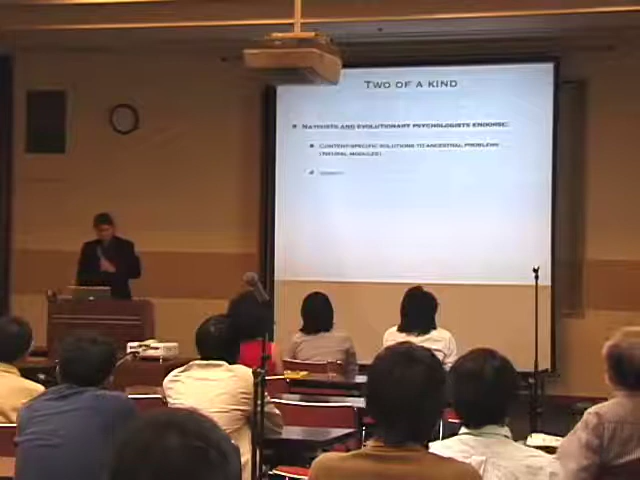 TWO OF A KIND
NATIVISTS AND EVOLUTIONARY PSYCHOLOGISTS ENDORSE:
CONTENT-SPECIFIC SOLUTIONS TO ANCESTRAL PROBLEMS
(NEURAL MODULES)